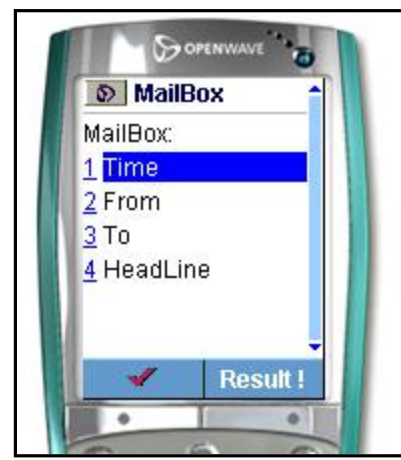 OPENWAVE
MailBox
MailBox:
1 Time
2 From
3 To
4 HeadLine
Result !